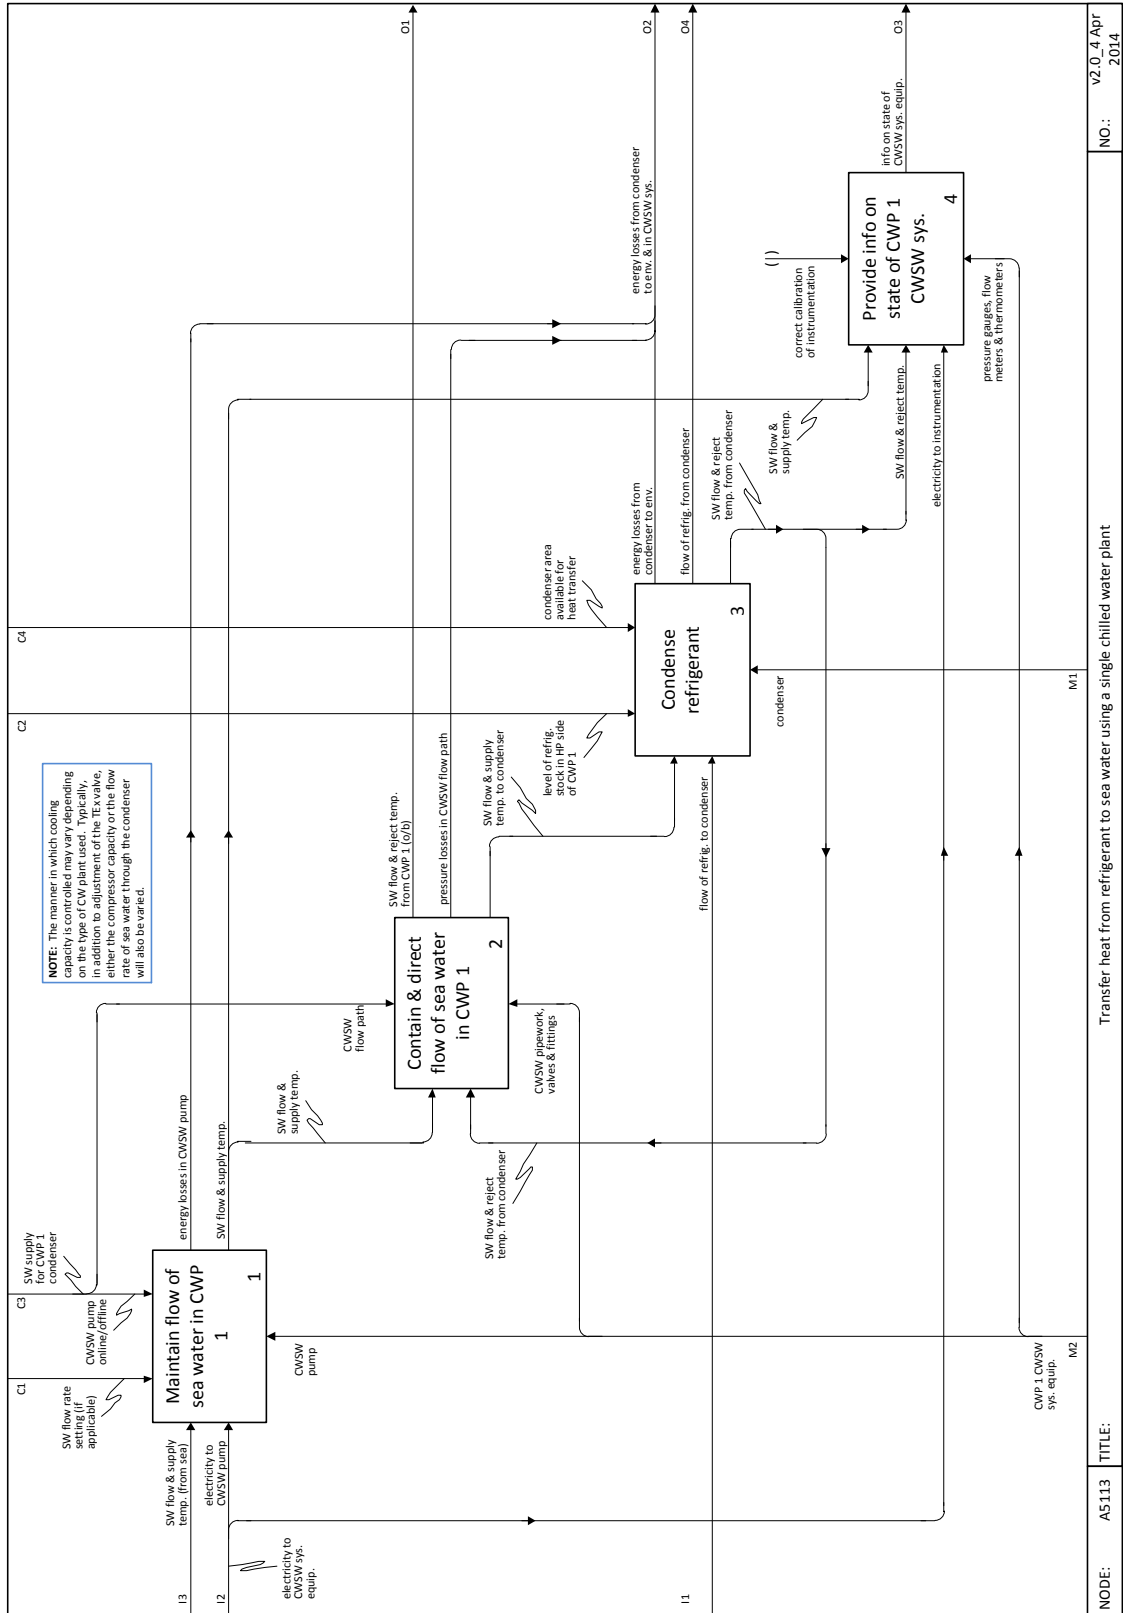 C1
C3
C2
C4
SW flow rate
setting (if
applicable)
CWSW pump
online/offline
SW supply
for CWP 1
condenser
NOTE: The manner in which cooling
capacity is controlled may vary depending
on the type of CW plant used. Typically,
in addition to adjustment of the TEx valve,
either the compressor capacity or the flow
rate of sea water through the condenser
will also be varied.
I3
SW flow & supply
temp. (from sea)
I2
electricity to
CWSW pump
electricity to
CWSW sys.
equip.
Maintain flow of
sea water in CWP
1
1
energy losses in CWSW pump
SW flow & supply temp.
CWSW
pump
SW flow &
supply temp.
CWSW
flow path
Contain & direct
flow of sea water
in CWP 1
2
SW flow & reject temp.
from CWP 1 (o/b)
O1
pressure losses in CWSW flow path
SW flow & supply
temp. to condenser
CWSW pipework,
valves & fittings
SW flow & reject
temp. from condenser
level of refrig.
stock in HP side
of CWP 1
condenser area
available for
heat transfer
Condense
refrigerant
3
energy losses from
condenser to env.
energy losses from condenser
to env. & in CWSW sys.
O2
flow of refrig. from condenser
O4
I1
flow of refrig. to condenser
condenser
SW flow & reject
temp. from condenser
SW flow &
supply temp.
correct calibration
of instrumentation
( )
SW flow & reject temp.
electricity to instrumentation
Provide info on
state of CWP 1
CWSW sys.
4
info on state of
CWSW sys. equip.
O3
pressure gauges, flow
meters & thermometers
CWP 1 CWSW
sys. equip.
M2
M1
NODE:
A5113
TITLE:
Transfer heat from refrigerant to sea water using a single chilled water plant
NO.:
v2.0_4 Apr
2014